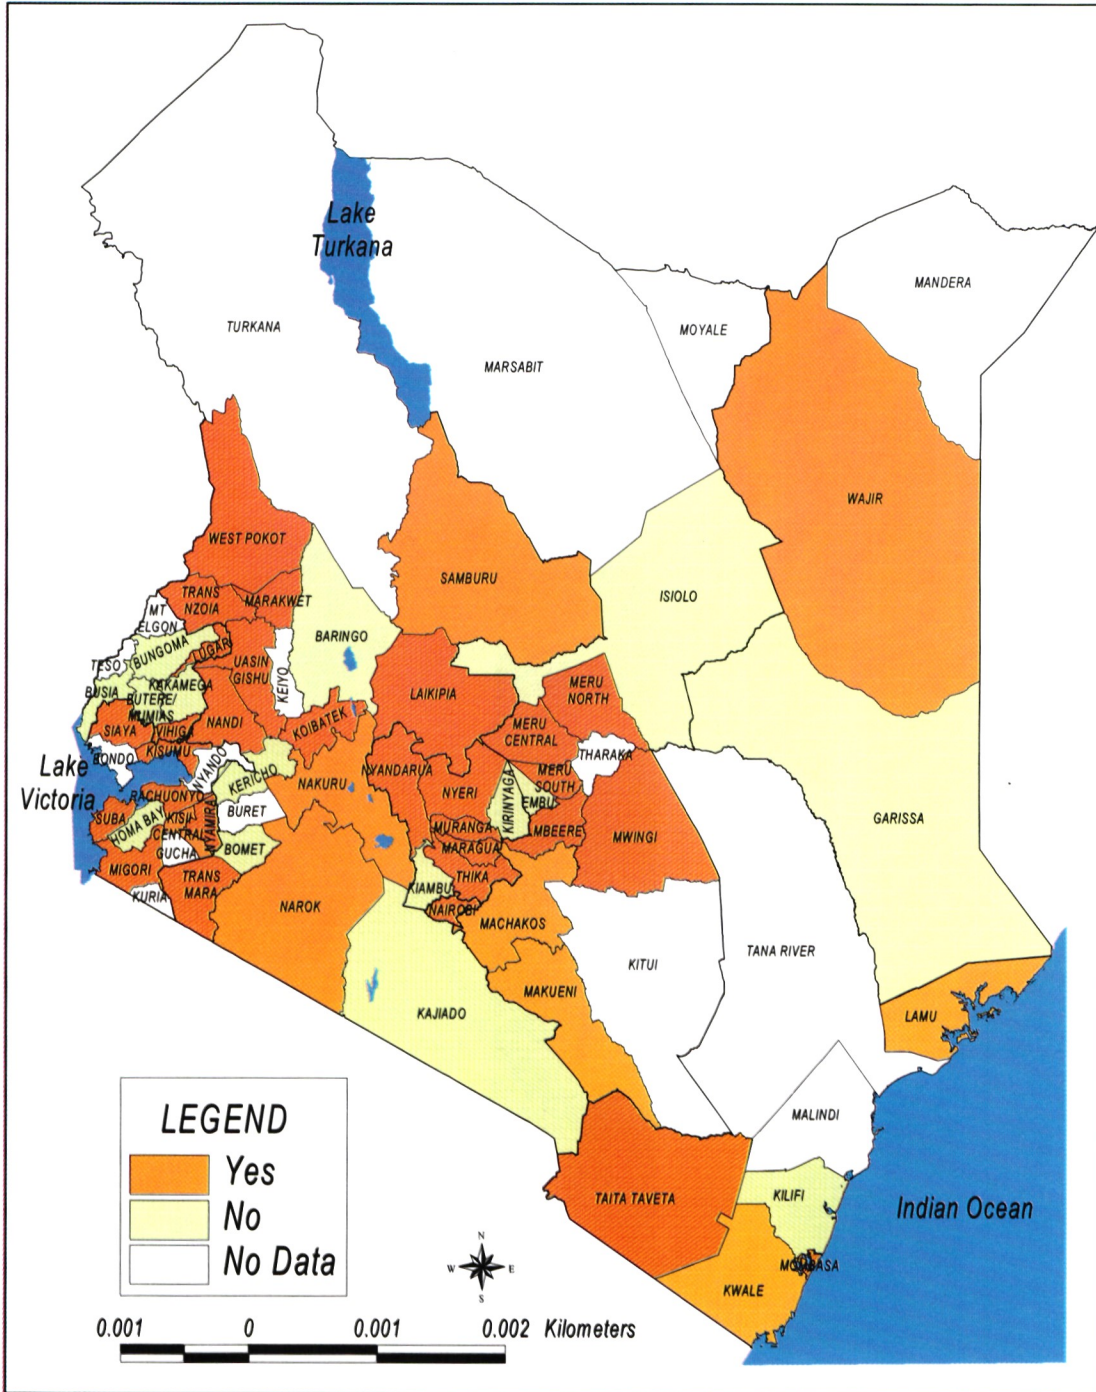 Lake
Turkana
MANDERA
TURKANA
MOYALE
MARSABIT
WAJIR
WEST POKOT
SAMBURU
ISIOLO
TRANS
NZOIA
MARAKWET
MT
ELGON
BARINGO
BUNGOMA
LUGARI
TESO
UASIN
GISHU
KEIYO
BUSIA
KAKAMEGA
BUTERE/
MUMIAS
LAIKIPIA
MERU
NORTH
SIAYA
VIHIGA
NANDI
KOIBATEK
MERU
CENTRAL
THARAKA
BONDO
KISUMU
NYANDO
Lake
Victoria
KERICHO
NAKURU
NYANDARUA
NYERI
KIRINYAGA
MERU
SOUTH
EMBU
RACHUONYO
SUBA
HOMA BAY
KISII
CENTRAL
NYAMIRA
BURET
GARISSA
MURANGA
MBEERE
MWINGI
GUCHA
BOMET
MARAGUA
MIGORI
TRANS
MARA
THIKA
KIAMBU
KURIA
NAROK
NAIROBI
MACHAKOS
KITUI
TANA RIVER
MAKUENI
KAJIADO
LAMU
MALINDI
LEGEND
Yes
No
No Data
TAITA TAVETA
KILIFI
Indian Ocean
MOMBASA
KWALE
N
W
E
S
0.001
0
0.001
0.002
Kilometers